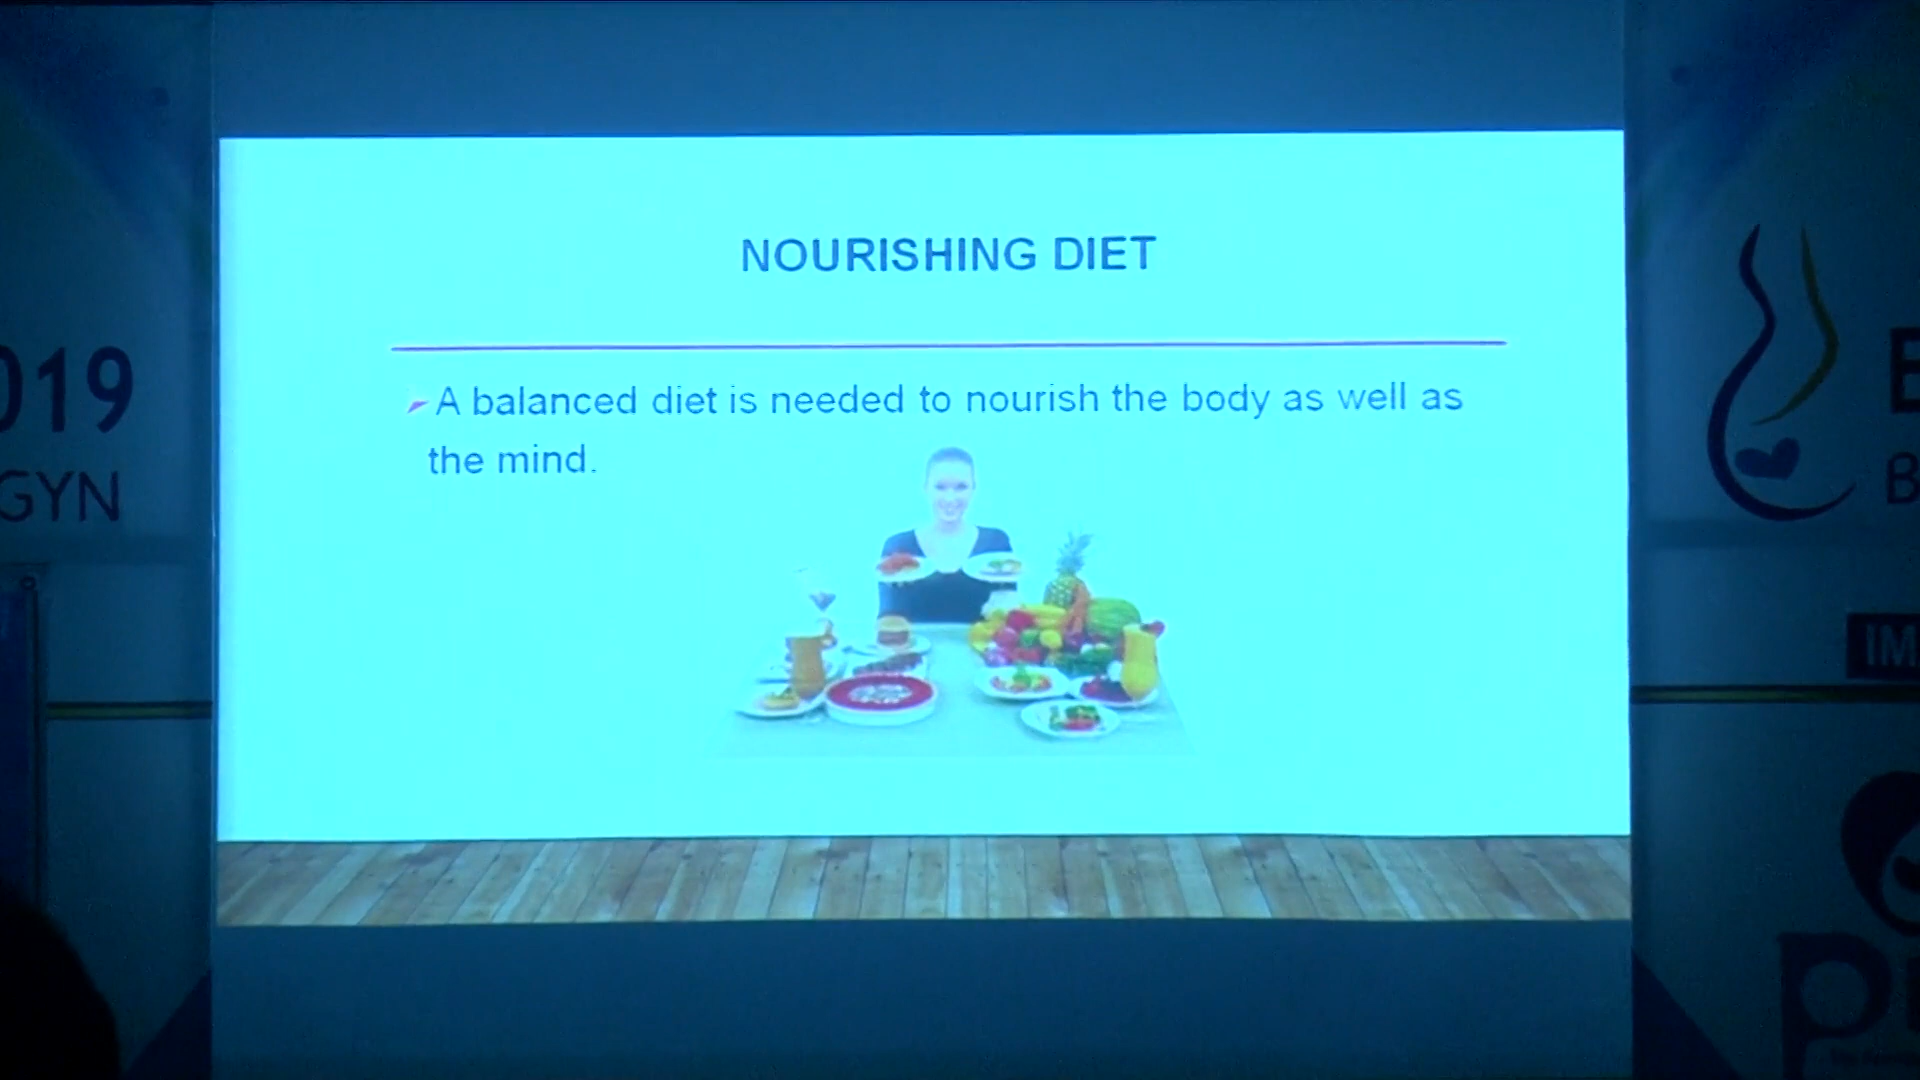 NOURISHING DIET
A balanced diet is needed to nourish the body as well as
the mind.
019
GYN
IM